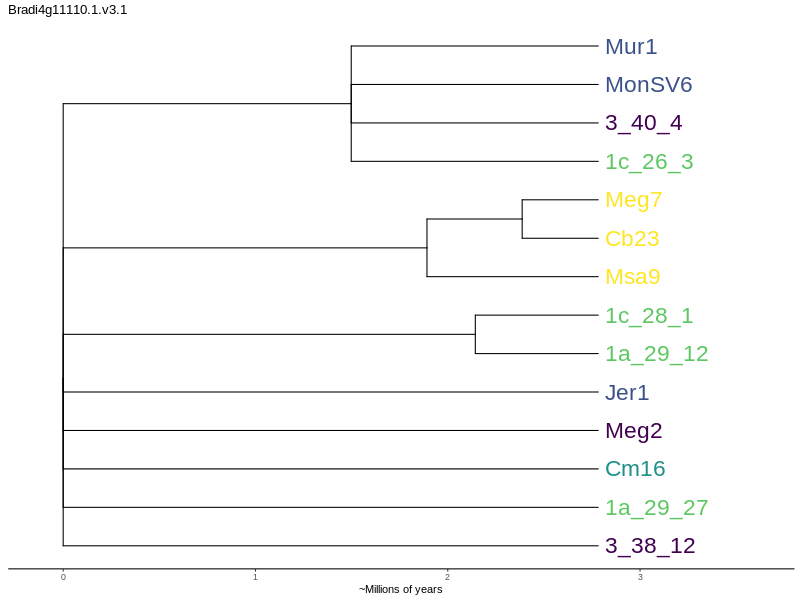 Bradi4g11110.1.v3.1
Mur1
MonSV6
3_40_4
1c_26_3
Meg7
Cb23
Msa9
1c_28_1
1a_29_12
Jer1
Meg2
Cm16
1a_29_27
3_38_12
0 1 2 3
~Millions of years